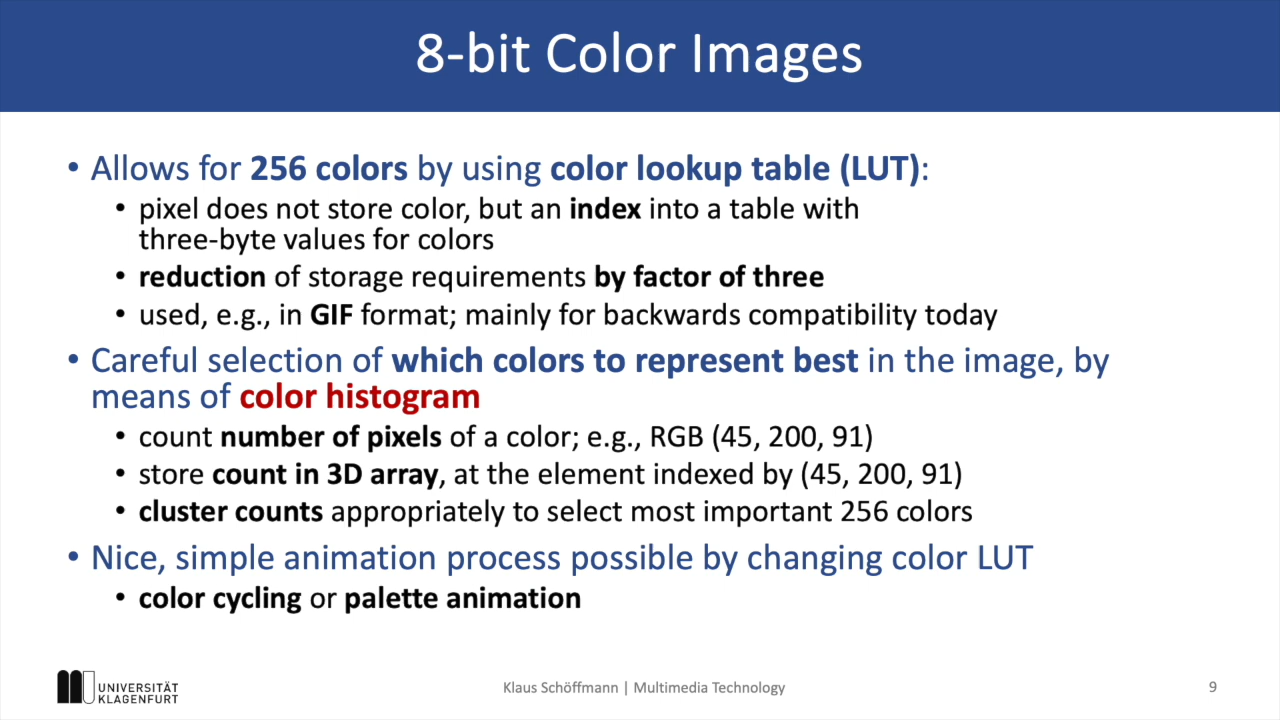 8-bit Color Images
• Allows for 256 colors by using color lookup table (LUT):
• pixel does not store color, but an index into a table with
three-byte values for colors
• reduction of storage requirements by factor of three
• used, e.g., in GIF format; mainly for backwards compatibility today
• Careful selection of which colors to represent best in the image, by
means of color histogram
• count number of pixels of a color; e.g., RGB (45, 200, 91)
• store count in 3D array, at the element indexed by (45, 200, 91)
• cluster counts appropriately to select most important 256 colors
• Nice, simple animation process possible by changing color LUT
• color cycling or palette animation
UNIVERSITÄT
KLAGENFURT
Klaus Schöffmann | Multimedia Technology
9